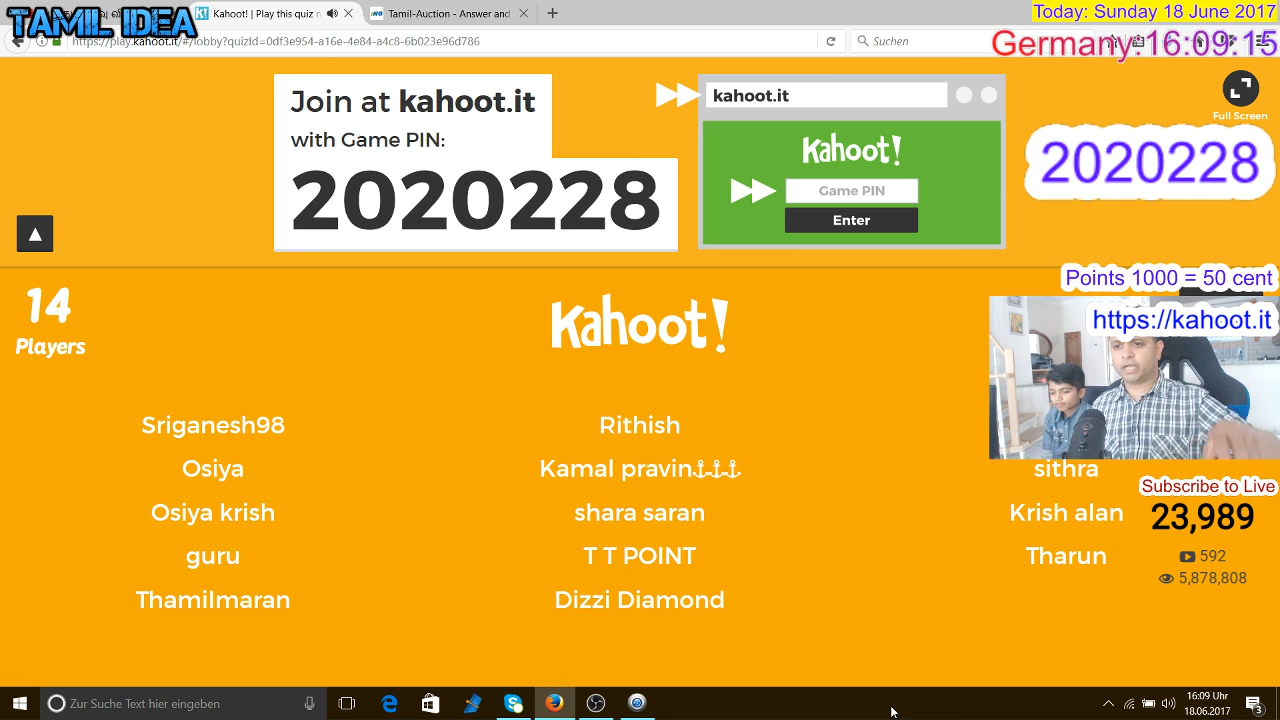 TAMIL IDEA
Kahoot! | Play this quiz n
Tamil-Auction - Answer and
Today: Sunday 18 June 2017
https://play.kahoot.it/#/lobby?quizId=0df3e954-a16e-4e84-a4c8-6b023e96d786
Suchen
Germany:16:09:15
Join at kahoot.it
with Game PIN:
2020228
kahoot.it
Kahoot!
Game PIN
Enter
Full Screen
2020228
Points 1000 = 50 cent
https://kahoot.it
14
Players
Kahoot!
Sriganesh98
Rithish
Osiya
Kamal pravin⚓⚓⚓
sithra
Osiya krish
shara saran
Krish alan
guru
T T POINT
Tharun
Thamilmaran
Dizzi Diamond
Subscribe to Live
23,989
592
5,878,808
Zur Suche Text hier eingeben
16:09 Uhr
18.06.2017
3